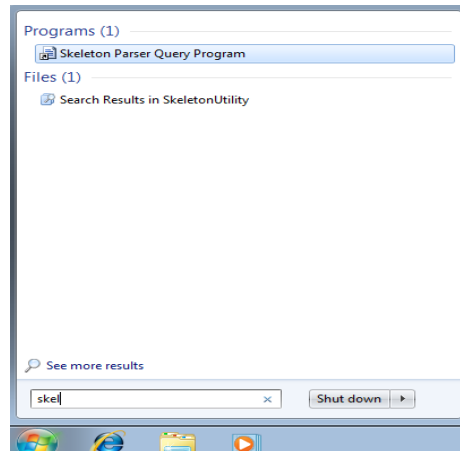 Programs (1)
Skeleton Parser Query Program
Files (1)
Search Results in SkeletonUtility
See more results
skel
Shut down